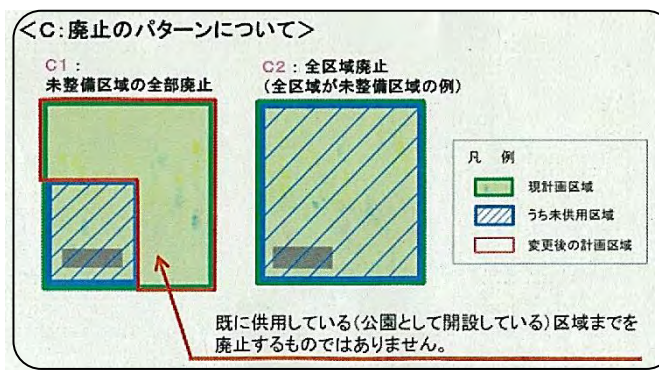 <C:廃止のパターンについて>
C1:
未整備区域の全部廃止
C2:全区域廃止
(全区域が未整備区域の例)
凡 例
現計画区域
うち未供用区域
変更後の計画区域
既に供用している(公園として開設している)区域までを
廃止するものではありません。